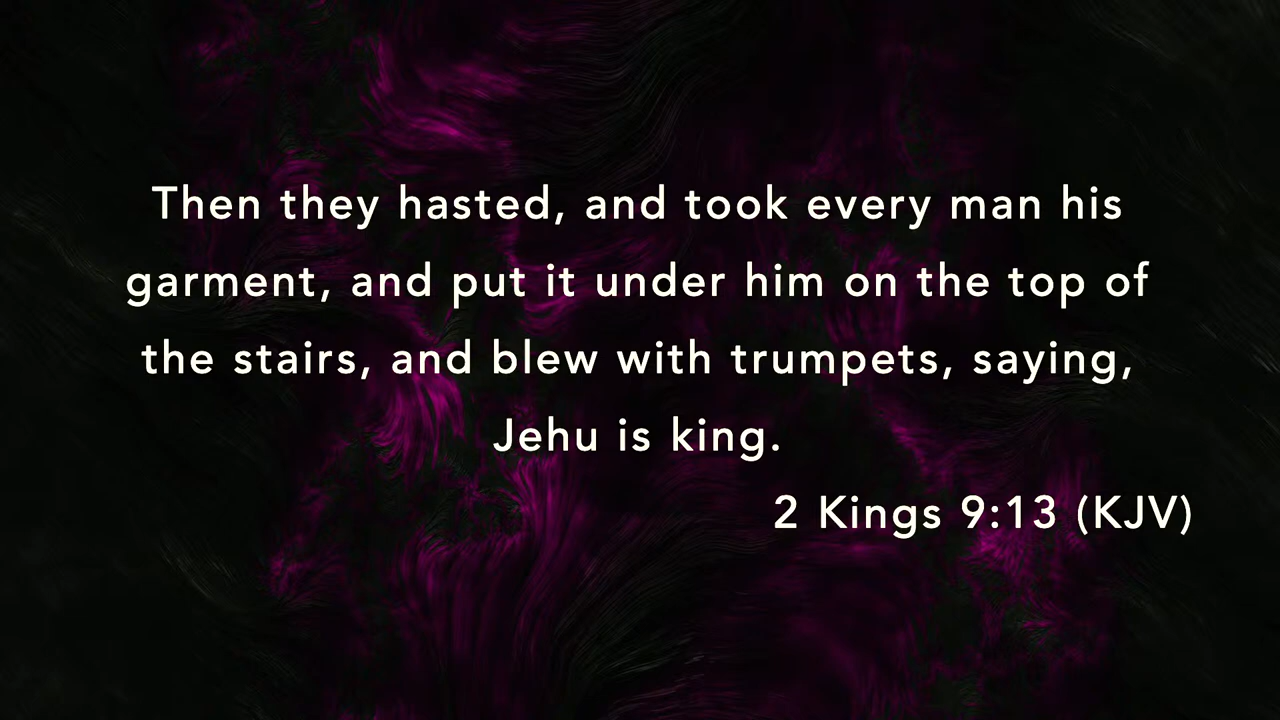 Then they hasted, and took every man his
garment, and put it under him on the top of
the stairs, and blew with trumpets, saying,
Jehu is king.
2 Kings 9:13 (KJV)